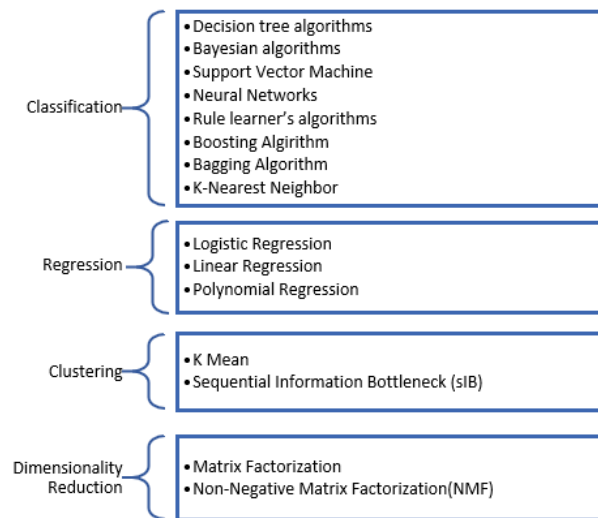 Classification
•Decision tree algorithms
•Bayesian algorithms
•Support Vector Machine
•Neural Networks
•Rule learner's algorithms
•Boosting Algirithm
•Bagging Algorithm
•K-Nearest Neighbor
Regression
•Logistic Regression
•Linear Regression
•Polynomial Regression
Clustering
•K Mean
•Sequential Information Bottleneck (sIB)
Dimensionality
Reduction
•Matrix Factorization
•Non-Negative Matrix Factorization(NMF)